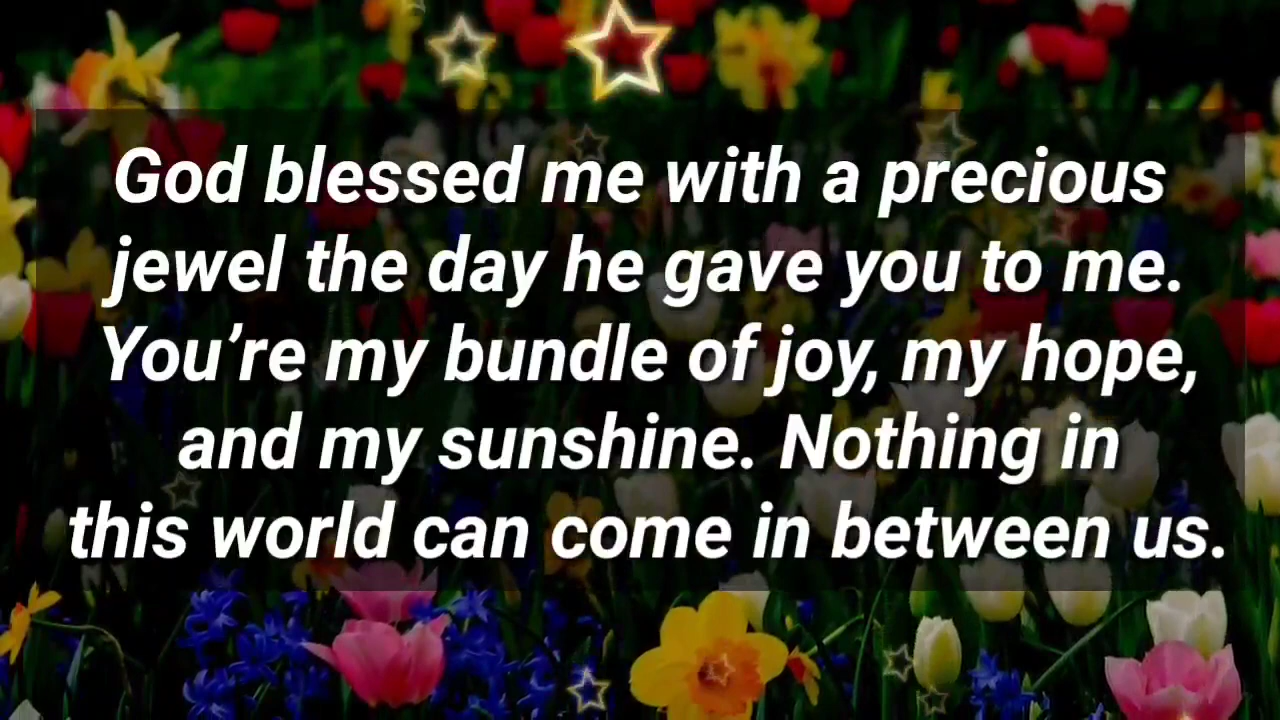 God blessed me with a precious
jewel the day he gave you to me.
You’re my bundle of joy, my hope,
and my sunshine. Nothing in
this world can come in between us.